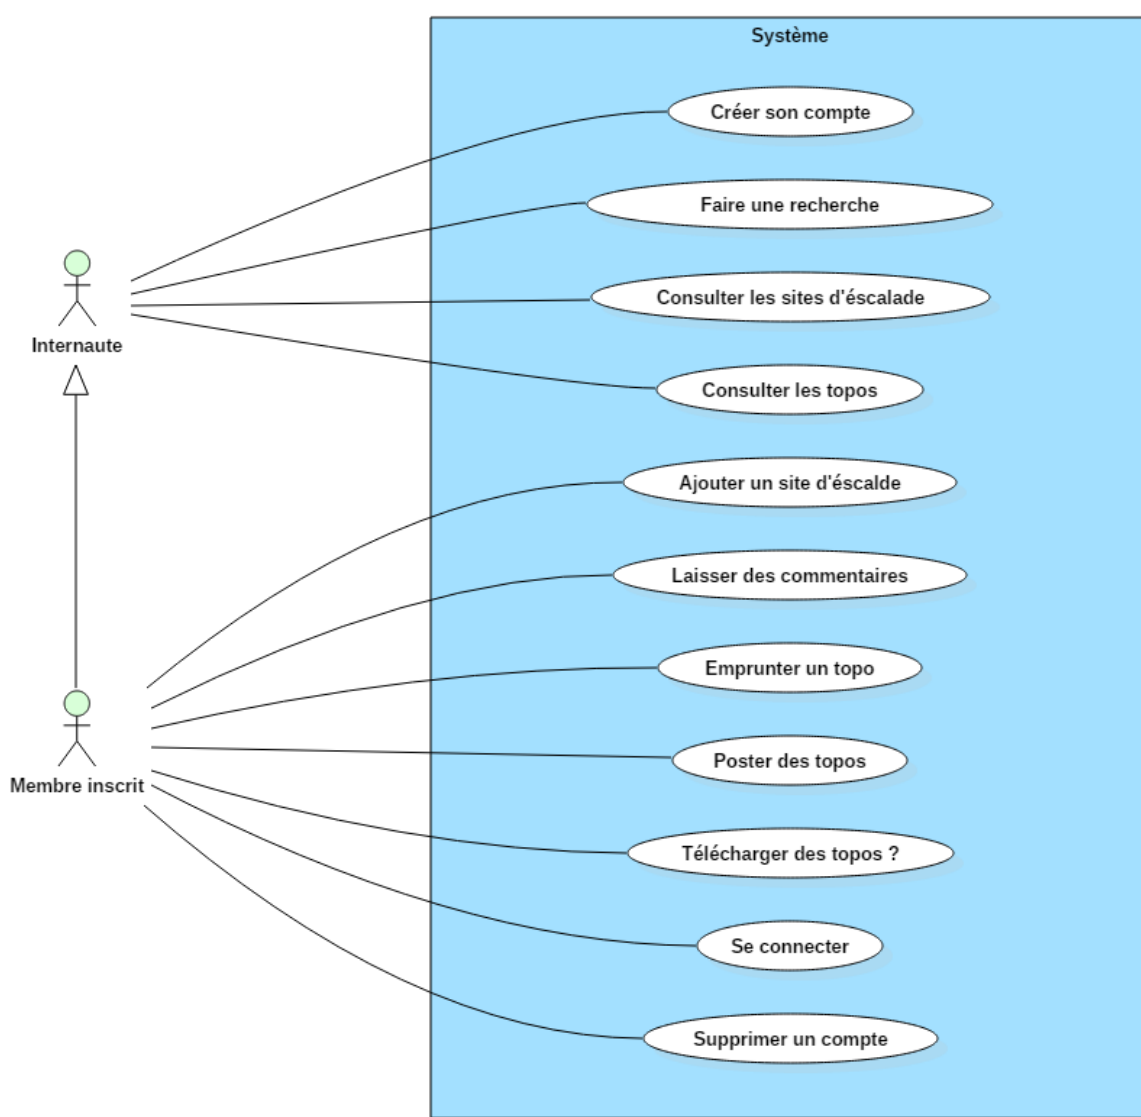 Système
Créer son compte
Faire une recherche
Consulter les sites d'éscalade
Internaute
Consulter les topos
Ajouter un site d'éscalde
Laisser des commentaires
Emprunter un topo
Poster des topos
Membre inscrit
Télécharger des topos ?
Se connecter
Supprimer un compte